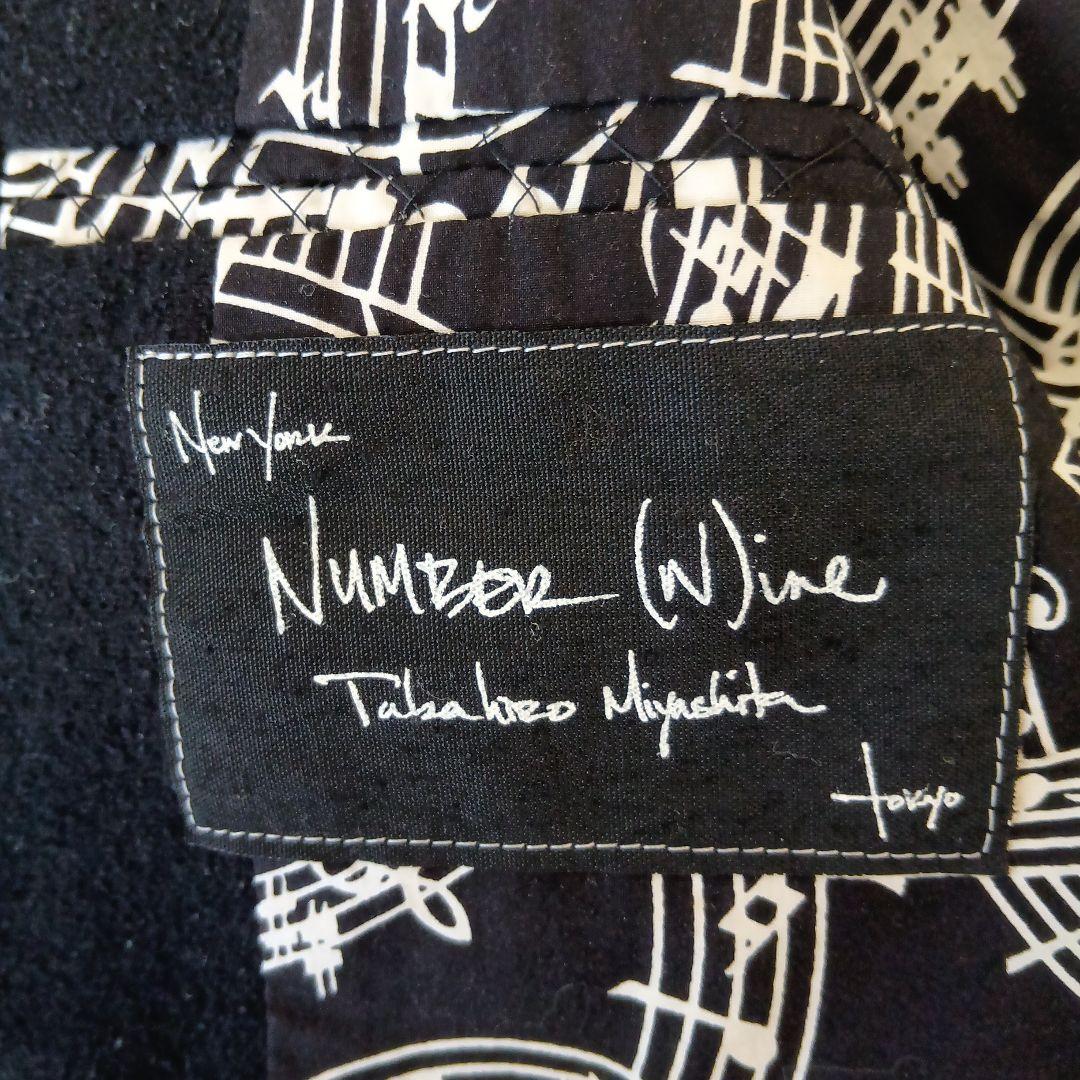 New York
NUMBER (N)ine
Takahiro Miyashita
tokyo